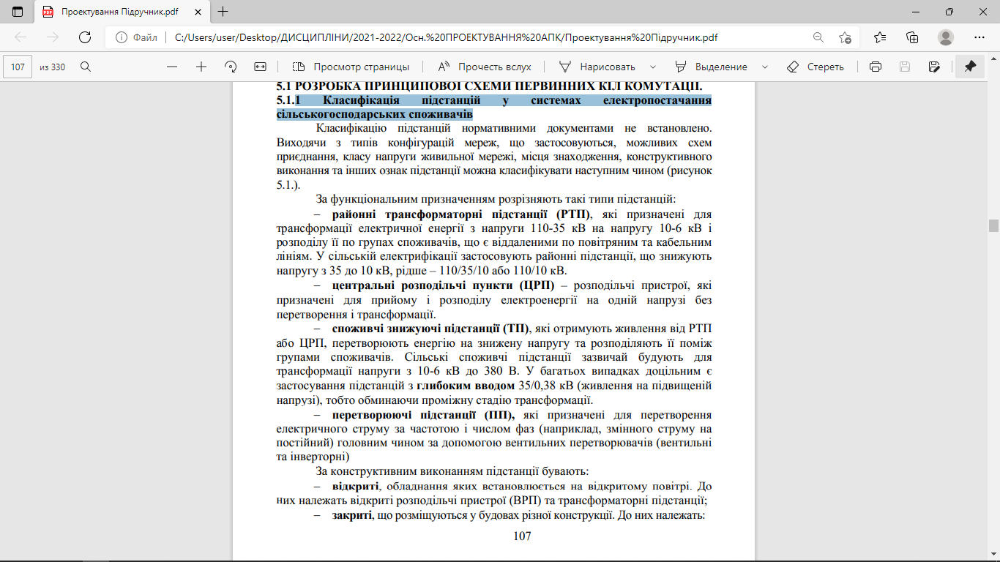 Проектування Підручник.pdf
Файл
C:/Users/user/Desktop/ДИСЦИПЛІНИ/2021-2022/Осн.%20ПРОЕКТУВАННЯ%20АПК/Проектування%20Підручник.pdf
107 из 330
Просмотр страницы
Прочесть вслух
Нарисовать
Выделение
Стереть
5.1 РОЗРОБКА ПРИНЦИПОВОЇ СХЕМИ ПЕРВИННИХ КІЛ КОМУТАЦІЇ.
5.1.1 Класифікація підстанцій у системах електропостачання
сільськогосподарських споживачів
Класифікацію підстанцій нормативними документами не встановлено.
Виходячи з типів конфігурацій мереж, що застосовуються, можливих схем
приєднання, класу напруги живильної мережі, місця знаходження, конструктивного
виконання та інших ознак підстанції можна класифікувати наступним чином (рисунок
5.1.).
За функціональним призначенням розрізняють такі типи підстанцій:
– районні трансформаторні підстанції (РТП), які призначені для
трансформації електричної енергії з напруги 110-35 кВ на напругу 10-6 кВ і
розподілу її по групах споживачів, що є віддаленими по повітряним та кабельним
лініям. У сільській електрифікації застосовують районні підстанції, що знижують
напругу з 35 до 10 кВ, рідше – 110/35/10 або 110/10 кВ.
– центральні розподільчі пункти (ЦРП) – розподільчі пристрої, які
призначені для прийому і розподілу електроенергії на одній напрузі без
перетворення і трансформації.
– споживчі знижуючі підстанції (ТП), які отримують живлення від РТП
або ЦРП, перетворюють енергію на знижену напругу та розподіляють її поміж
групами споживачів. Сільські споживчі підстанції зазвичай будують для
трансформації напруги з 10-6 кВ до 380 В. У багатьох випадках доцільним є
застосування підстанцій з глибоким вводом 35/0,38 кВ (живлення на підвищеній
напрузі), тобто обминаючи проміжну стадію трансформації.
– перетворюючі підстанції (ПП), які призначені для перетворення
електричного струму за частотою і числом фаз (наприклад, змінного струму на
постійний) головним чином за допомогою вентильних перетворювачів (вентильні
та інверторні)
За конструктивним виконанням підстанції бувають:
– відкриті, обладнання яких встановлюється на відкритому повітрі. До
них належать відкриті розподільчі пристрої (ВРП) та трансформаторні підстанції;
– закриті, що розміщуються у будовах різної конструкції. До них належать:
107